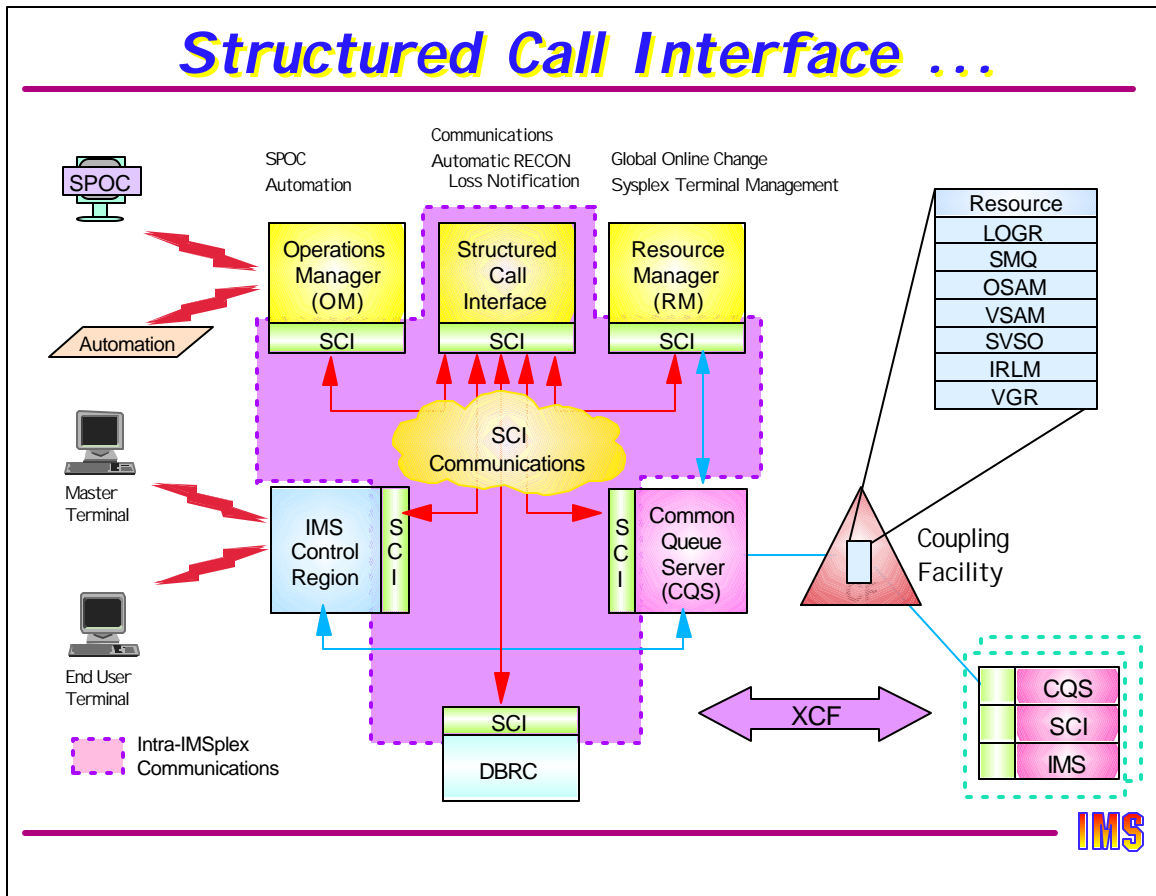 Structured Call Interface ...
SPOC
SPOC
Automation
Communications
Automatic RECON
Loss Notification
Global Online Change
Sysplex Terminal Management
Automation
Operations
Manager
(OM)
SCI
Structured
Call
Interface
SCI
Resource
Manager
(RM)
SCI
Resource
LOGR
SMQ
OSAM
VSAM
SVSO
IRLM
VGR
SCI
Communications
Master
Terminal
End User
Terminal
IMS
Control
Region
S
C
I
S
C
I
Common
Queue
Server
(CQS)
CF
Coupling
Facility
SCI
DBRC
XCF
CQS
SCI
IMS
Intra-IMSplex
Communications
IMS